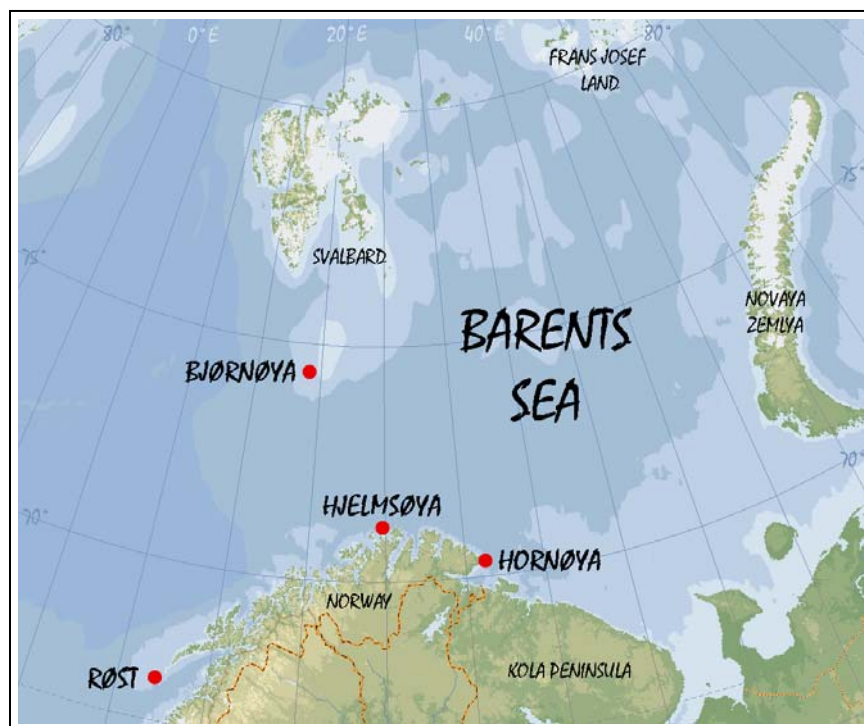 80° 0°E 20°E 40°E 80°
FRANS JOSEF
LAND
75°
75°
SVALBARD
NOVAYA
ZEMLYA
BARENTS
SEA
BJØRNØYA
70°
HJELMSØYA
70°
HORNØYA
NORWAY
KOLA PENINSULA
RØST